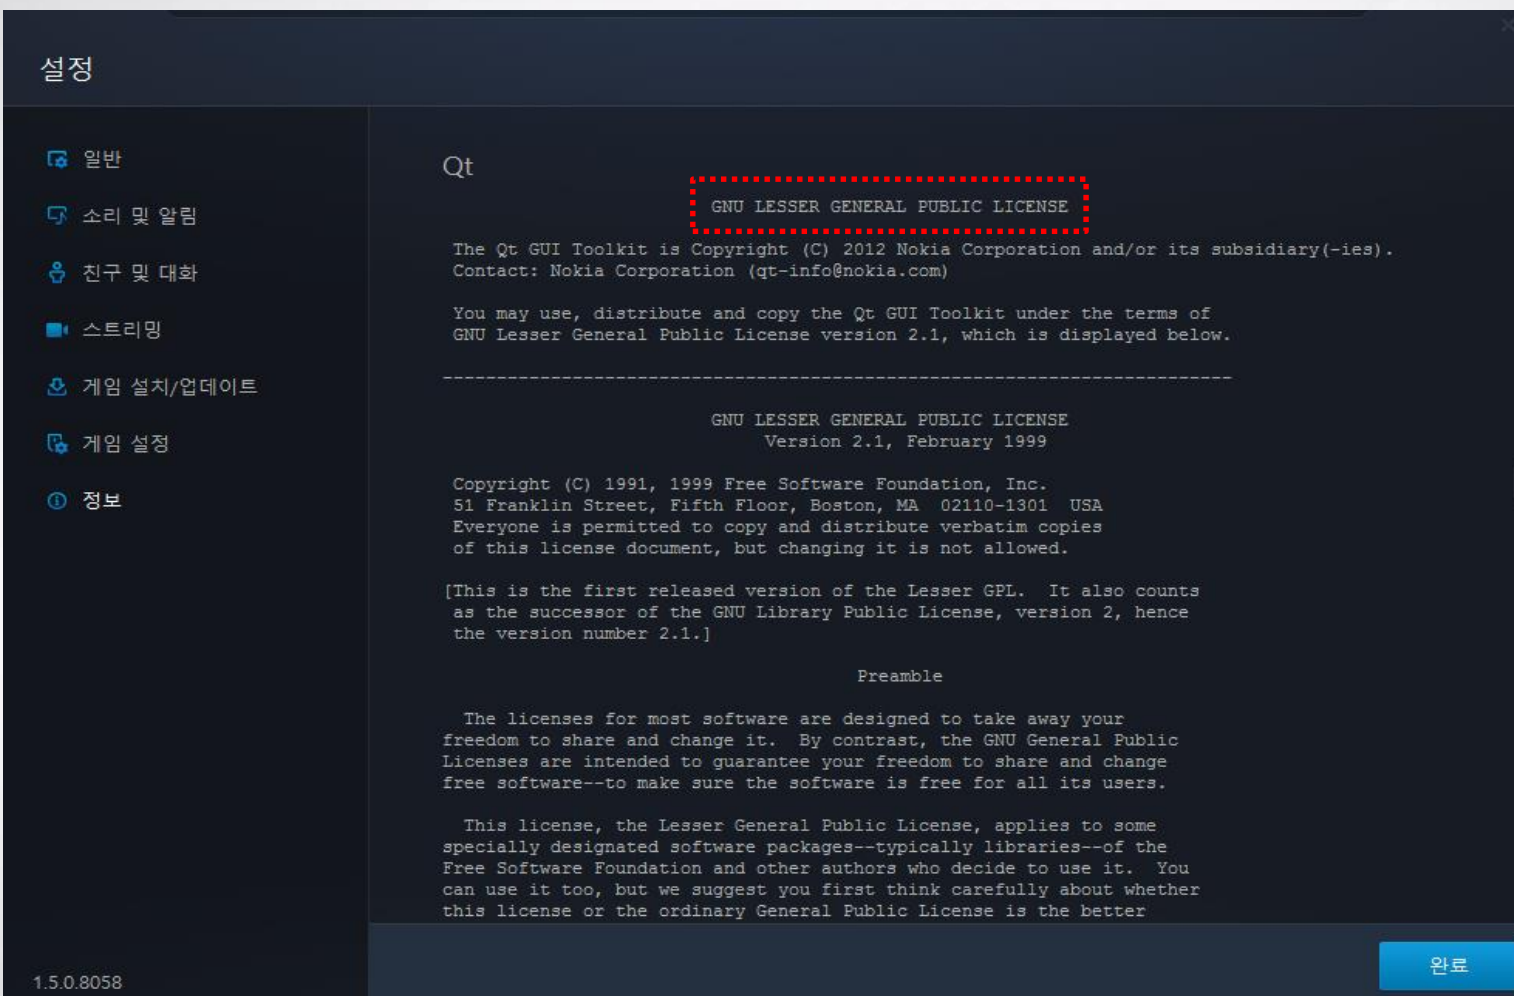 설정
일반
소리 및 알림
친구 및 대화
스트리밍
게임 설치/업데이트
게임 설정
정보
1.5.0.8058
Qt
GNU LESSER GENERAL PUBLIC LICENSE
The Qt GUI Toolkit is Copyright (C) 2012 Nokia Corporation and/or its subsidiary(-ies).
Contact: Nokia Corporation (qt-info@nokia.com)
You may use, distribute and copy the Qt GUI Toolkit under the terms of
GNU Lesser General Public License version 2.1, which is displayed below.
-------------------------------------------------------------------------
GNU LESSER GENERAL PUBLIC LICENSE
Version 2.1, February 1999
Copyright (C) 1991, 1999 Free Software Foundation, Inc.
51 Franklin Street, Fifth Floor, Boston, MA  02110-1301  USA
Everyone is permitted to copy and distribute verbatim copies
of this license document, but changing it is not allowed.
[This is the first released version of the Lesser GPL.  It also counts
as the successor of the GNU Library Public License, version 2, hence
the version number 2.1.]
Preamble
The licenses for most software are designed to take away your
freedom to share and change it.  By contrast, the GNU General Public
Licenses are intended to guarantee your freedom to share and change
free software--to make sure the software is free for all its users.
This license, the Lesser General Public License, applies to some
specially designated software packages--typically libraries--of the
Free Software Foundation and other authors who decide to use it.  You
can use it too, but we suggest you first think carefully about whether
this license or the ordinary General Public License is the better
완료